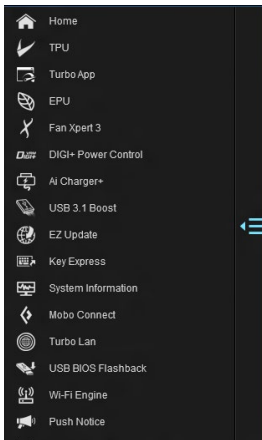 Home
TPU
Turbo App
EPU
Fan Xpert 3
DIGI+ DIGI+ Power Control
Ai Charger+
USB 3.1 Boost
EZ Update
Key Express
System Information
Mobo Connect
Turbo Lan
USB BIOS Flashback
Wi-Fi Engine
Push Notice